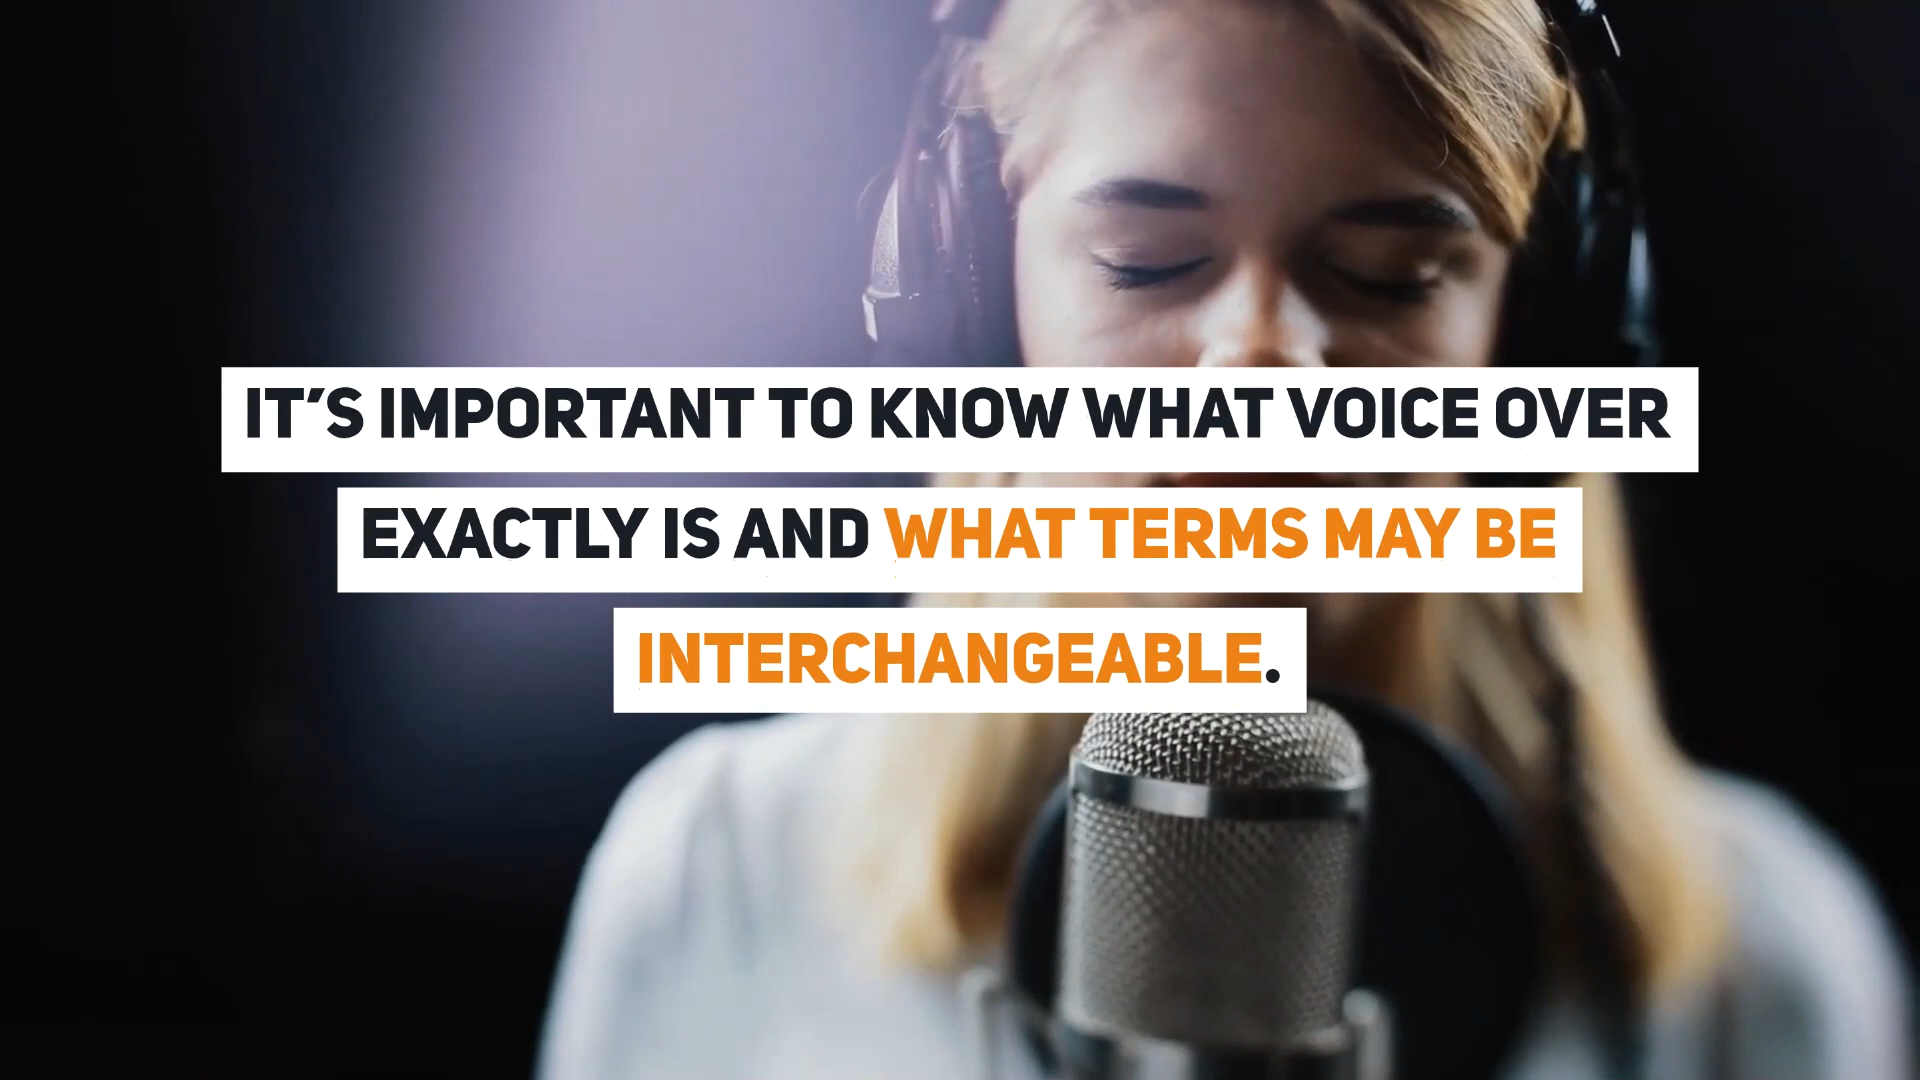 IT'S IMPORTANT TO KNOW WHAT VOICE OVER
EXACTLY IS AND WHAT TERMS MAY BE
INTERCHANGEABLE.